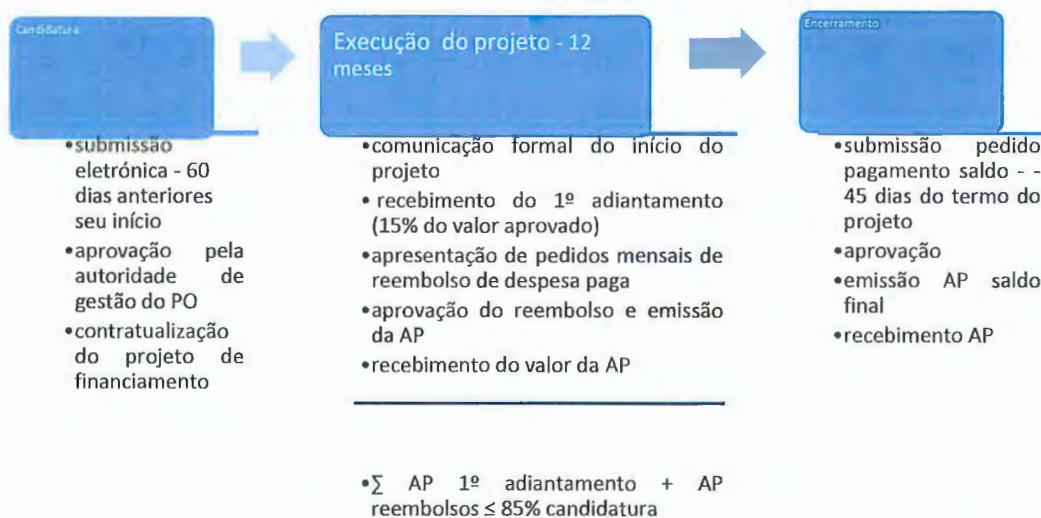 Candidatura
•submissão
eletrónica - 60
dias anteriores
seu início
•aprovação pela
autoridade de
gestão do PO
•contratualização
do projeto de
financiamento
Execução do projeto - 12
meses
•comunicação formal do início do
projeto
• recebimento do 1º adiantamento
(15% do valor aprovado)
•apresentação de pedidos mensais de
reembolso de despesa paga
•aprovação do reembolso e emissão
da AP
•recebimento do valor da AP
•∑ AP 1º adiantamento + AP
reembolsos ≤ 85% candidatura
Encerramento
•submissão pedido
pagamento saldo - -
45 dias do termo do
projeto
•aprovação
•emissão AP saldo
final
•recebimento AP